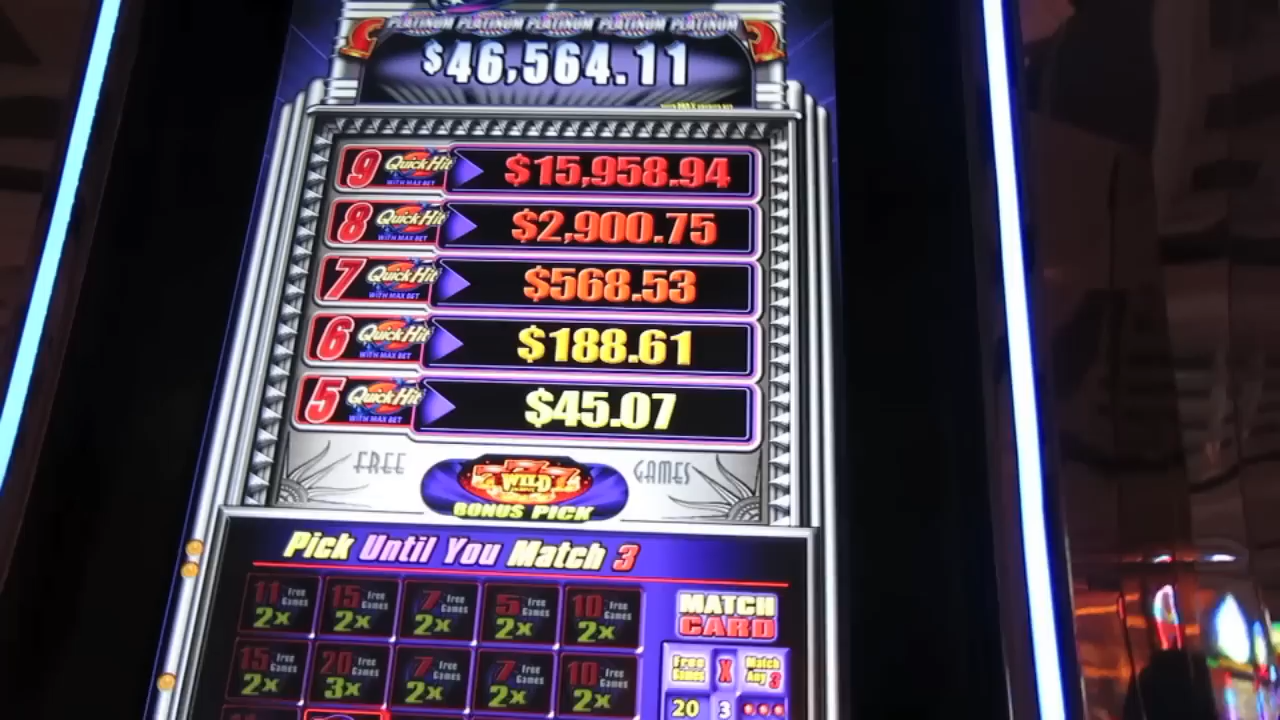 PLATINUM PLATINUM PLATINUM PLATINUM PLATINUM
$46,564.11
9 Quick Hit WITH MAX BET $15,958.94
8 Quick Hit WITH MAX BET $2,900.75
7 Quick Hit WITH MAX BET $568.53
6 Quick Hit WITH MAX BET $188.61
5 Quick Hit WITH MAX BET $45.07
FREE GAMES
WILD
BONUS PICK
Pick Until You Match 3
11 Free Games 2x
15 Free Games 2x
7 Free Games 2x
5 Free Games 2x
10 Free Games 2x
MATCH CARD
15 Free Games 2x
20 Free Games 3x
7 Free Games 2x
7 Free Games 2x
10 Free Games 2x
Free Games X Match Any 3
20 3